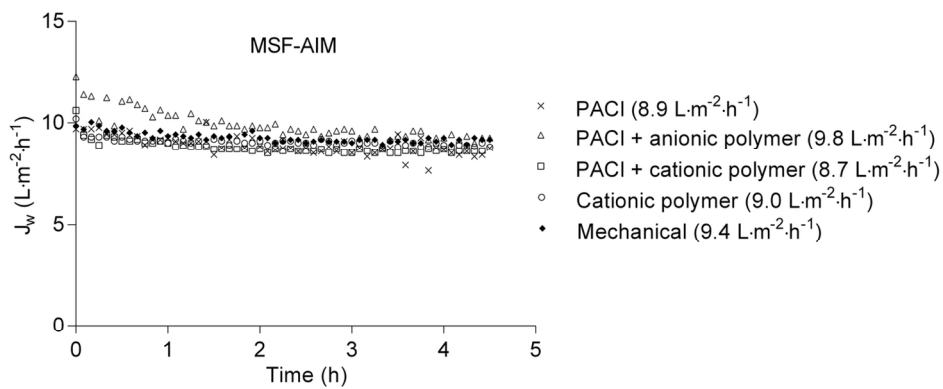 15
MSF-AIM
10
5
0
J_w (L·m⁻²·h⁻¹)
0 1 2 3 4 5
Time (h)
PACl (8.9 L·m⁻²·h⁻¹)
PACl + anionic polymer (9.8 L·m⁻²·h⁻¹)
PACl + cationic polymer (8.7 L·m⁻²·h⁻¹)
Cationic polymer (9.0 L·m⁻²·h⁻¹)
Mechanical (9.4 L·m⁻²·h⁻¹)